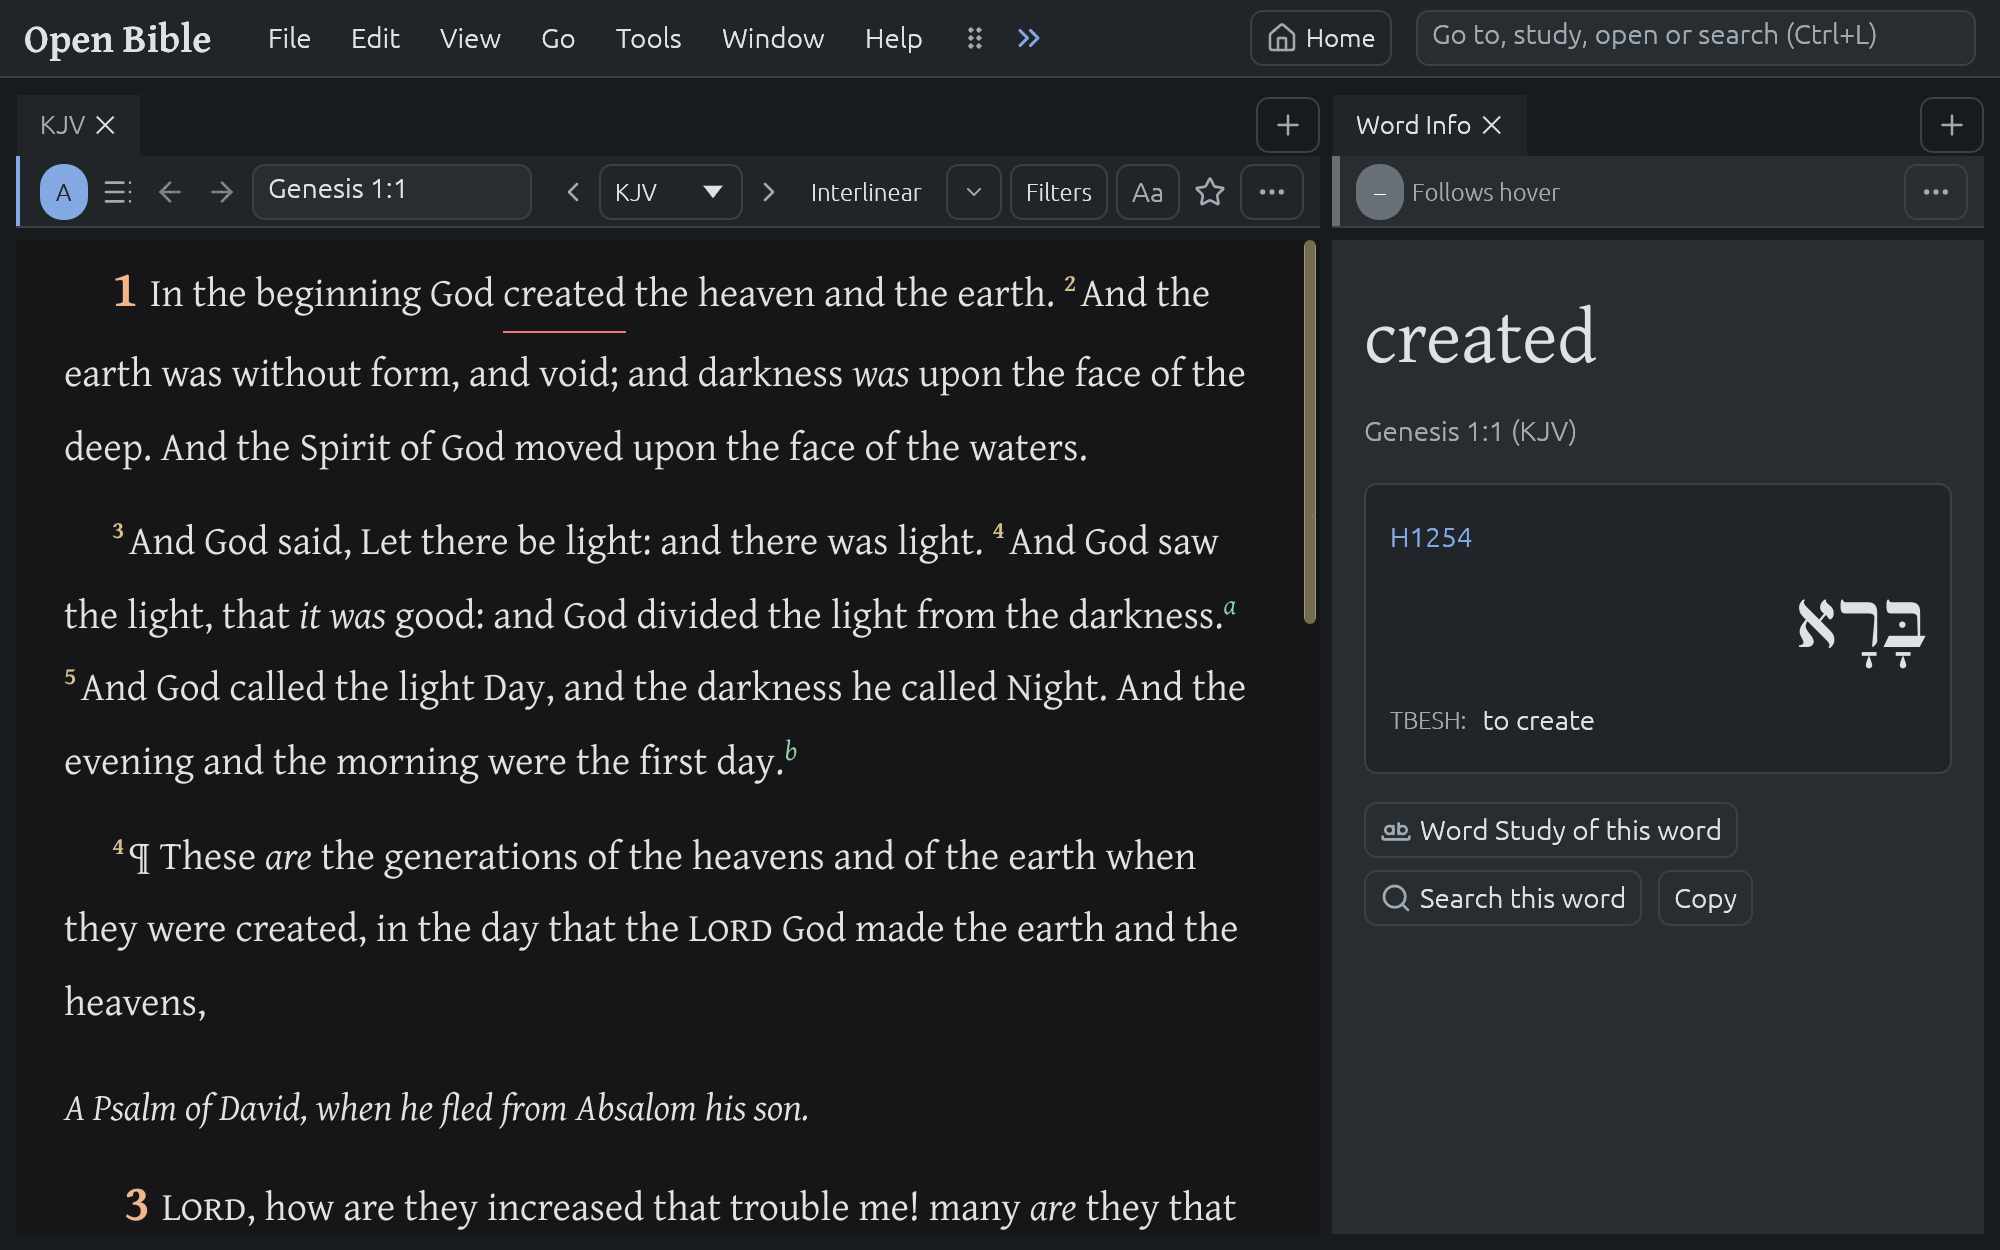 Open Bible File Edit View Go Tools Window Help Home Go to, study, open or search (Ctrl+L)
KJV
A Genesis 1:1 KJV Interlinear Filters Aa
1 In the beginning God created the heaven and the earth. 2 And the
earth was without form, and void; and darkness was upon the face of the
deep. And the Spirit of God moved upon the face of the waters.
3 And God said, Let there be light: and there was light. 4 And God saw
the light, that it was good: and God divided the light from the darkness.a
5 And God called the light Day, and the darkness he called Night. And the
evening and the morning were the first day.b
4 ¶ These are the generations of the heavens and of the earth when
they were created, in the day that the LORD God made the earth and the
heavens,
A Psalm of David, when he fled from Absalom his son.
3 LORD, how are they increased that trouble me! many are they that
Word Info
– Follows hover
created
Genesis 1:1 (KJV)
H1254
בָּרָא
TBESH: to create
ab Word Study of this word
Search this word Copy